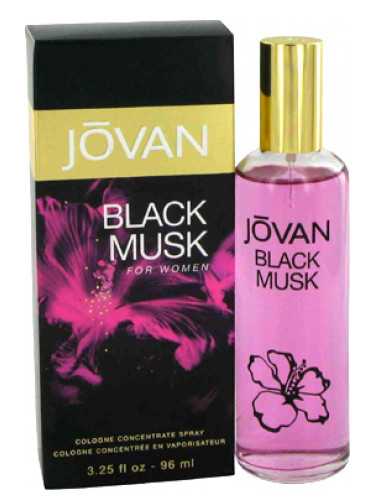 JŌVAN
BLACK
MUSK
FOR WOMEN
COLOGNE CONCENTRATE SPRAY
COLOGNE CONCENTRÉE EN VAPORISATEUR
3.25 fl oz - 96 ml
JŌVAN
BLACK
MUSK